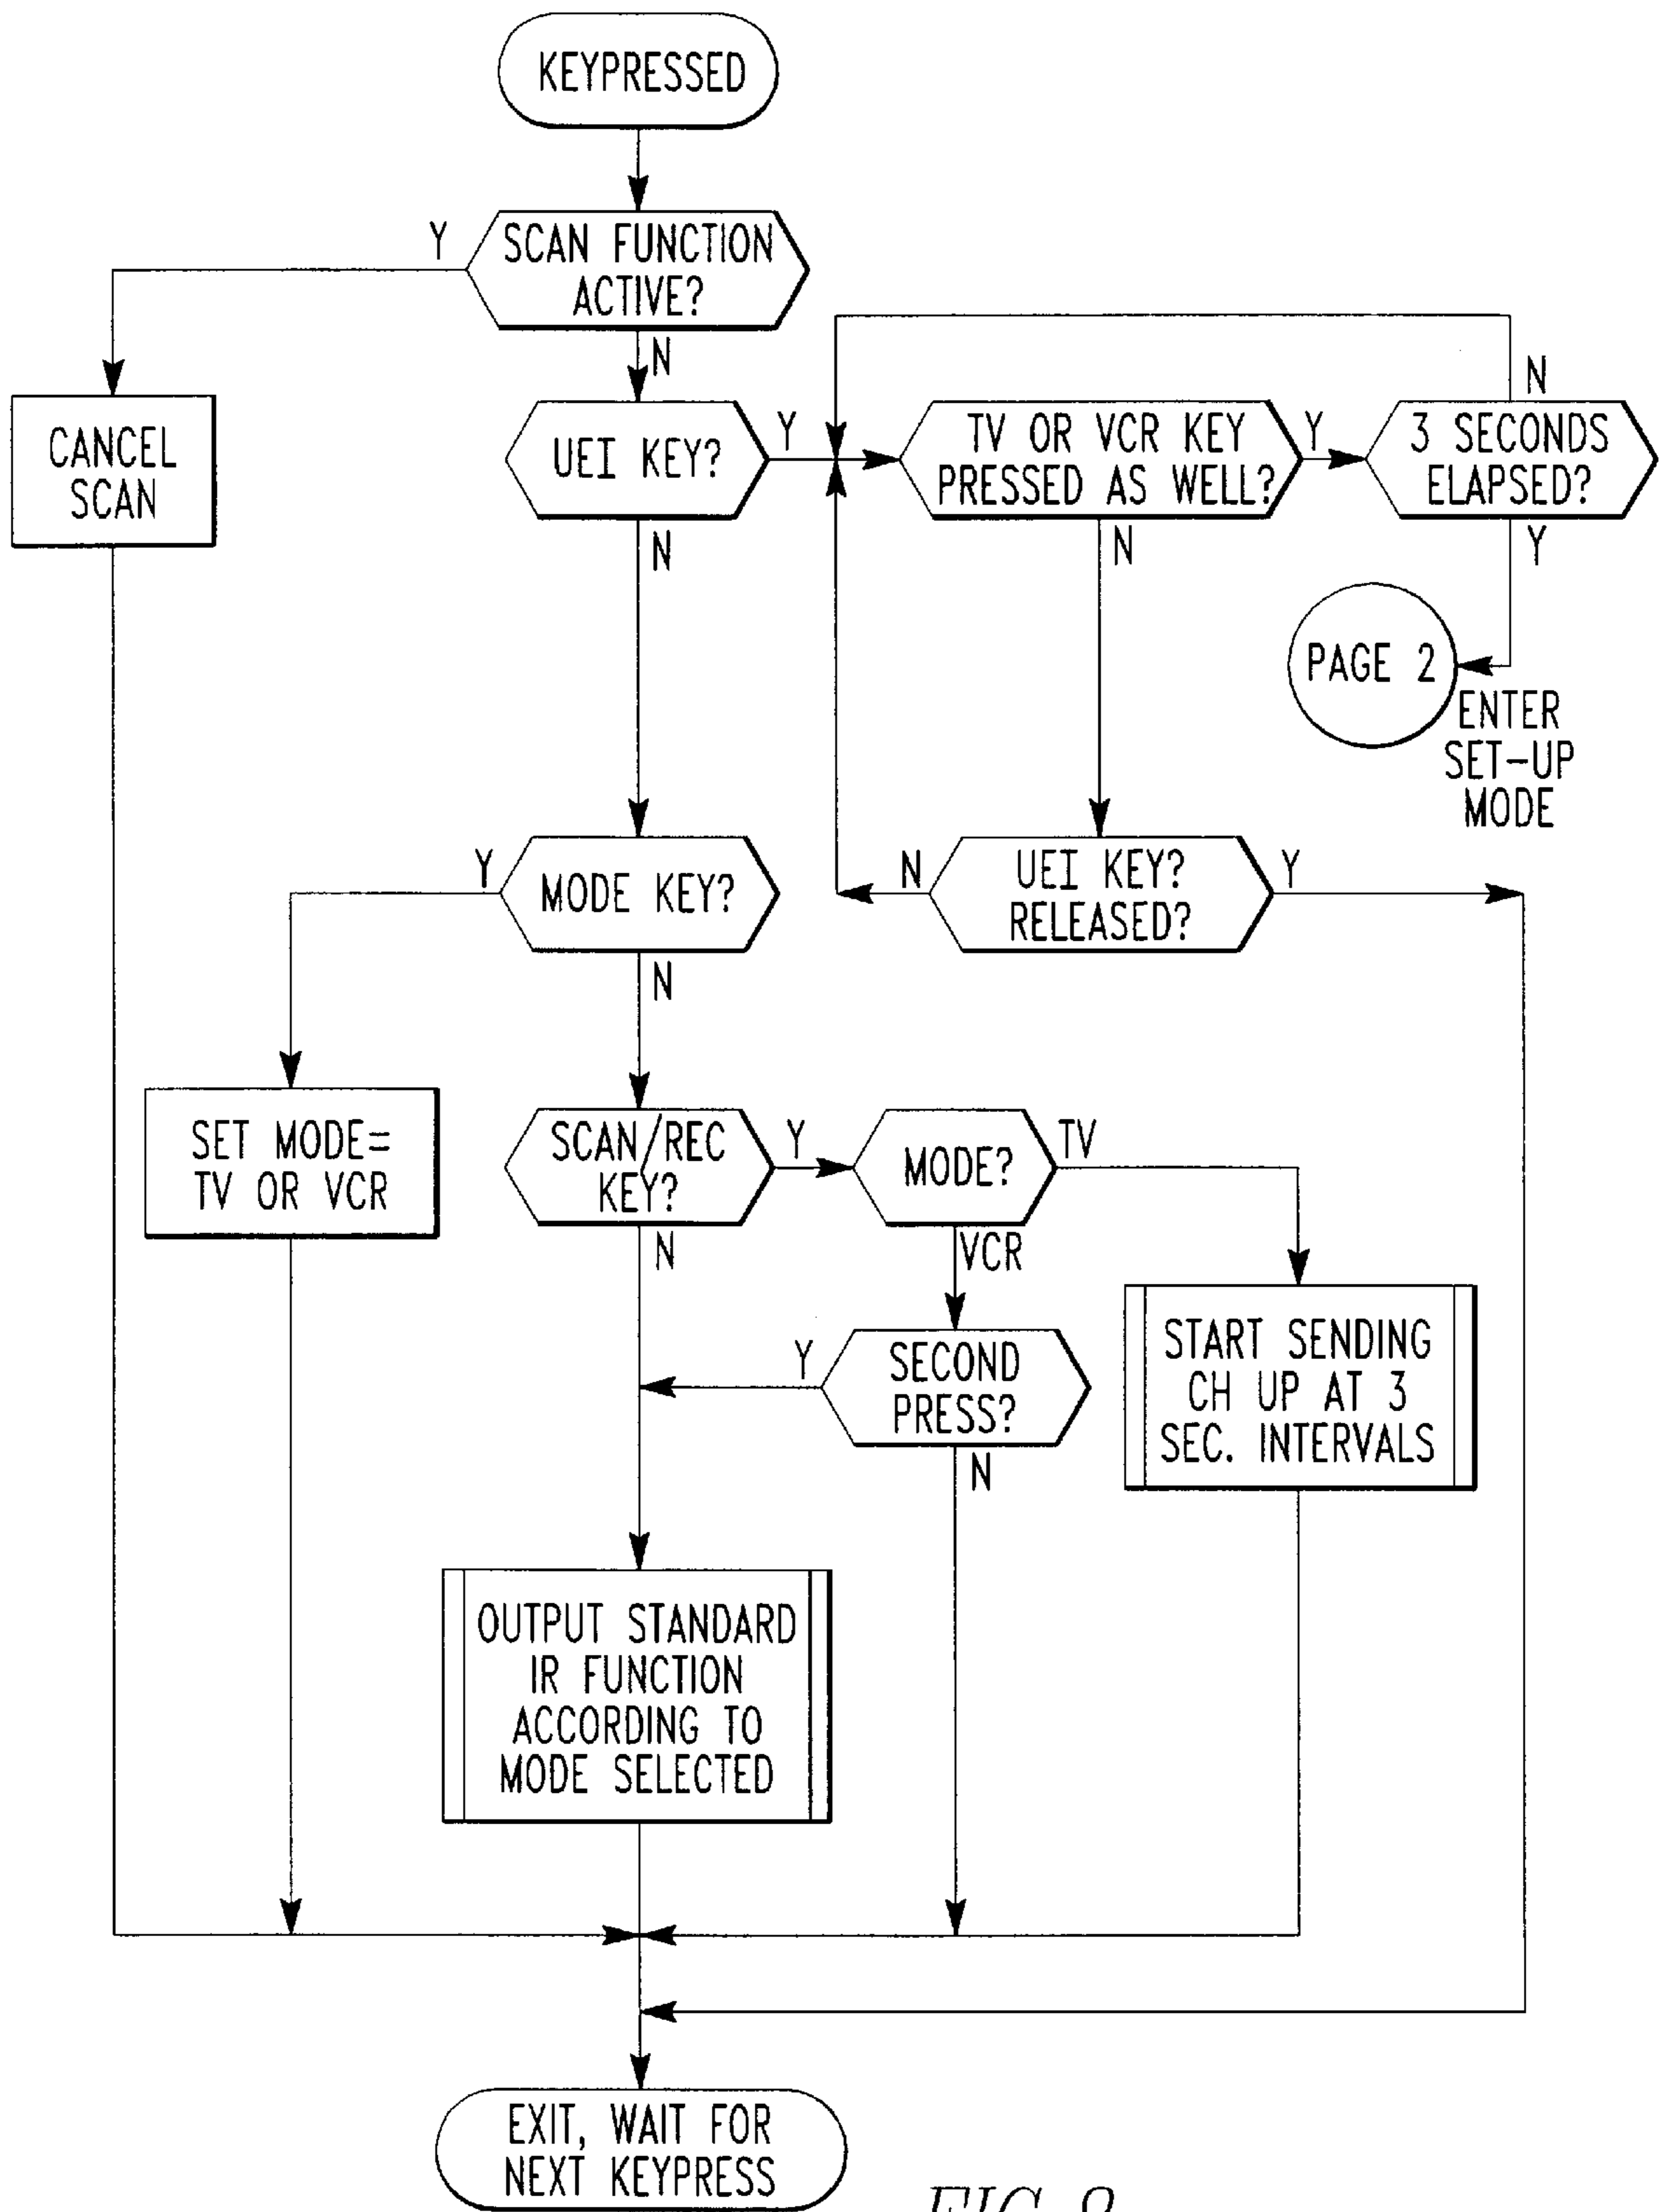 KEYPRESSED
Y
SCAN FUNCTION
ACTIVE?
N
CANCEL
SCAN
UEI KEY?
Y
N
TV OR VCR KEY
PRESSED AS WELL?
Y
N
3 SECONDS
ELAPSED?
N
Y
PAGE 2
ENTER
SET-UP
MODE
Y
MODE KEY?
N
N
UEI KEY?
RELEASED?
Y
SET MODE=
TV OR VCR
SCAN/REC
KEY?
Y
N
MODE?
TV
VCR
Y
SECOND
PRESS?
N
START SENDING
CH UP AT 3
SEC. INTERVALS
OUTPUT STANDARD
IR FUNCTION
ACCORDING TO
MODE SELECTED
EXIT, WAIT FOR
NEXT KEYPRESS